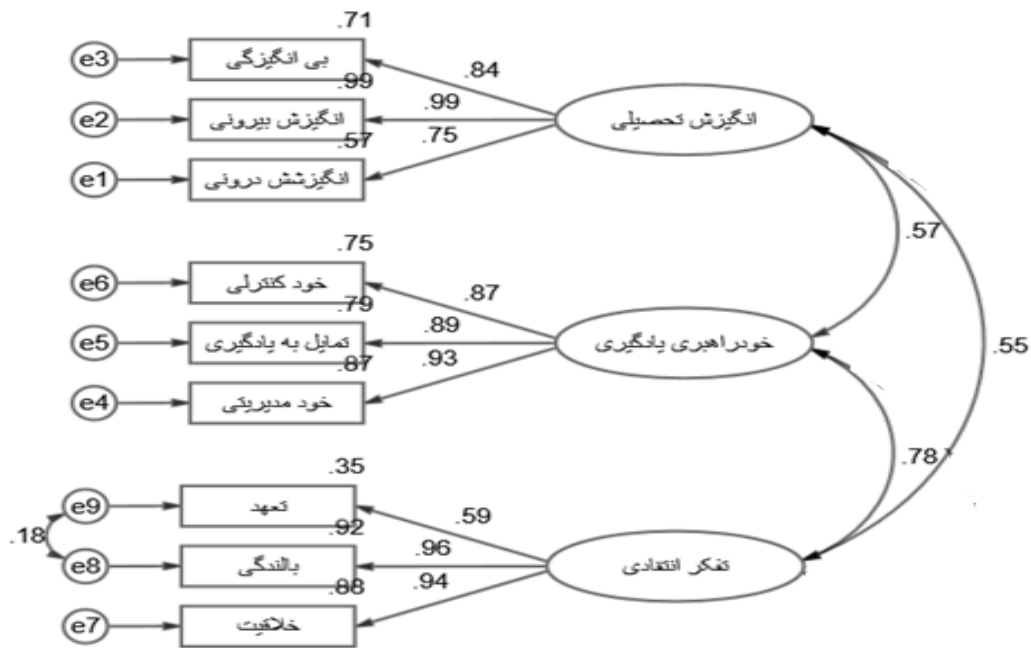 .71
e3
بی انگیزگی
.84
.99
e2
انگیزش بیرونی
.99
انگیزش تحصیلی
.57
.75
e1
انگیزشش درونی
.57
.75
e6
خود کنترلی
.87
.79
e5
تمایل به یادگیری
.89
خودراهبری یادگیری
.55
.87
.93
e4
خود مدیریتی
.78
.35
e9
تعهد
.59
.18
.92
e8
بالندگی
.96
تفکر انتقادی
.88
.94
e7
خلاقیت